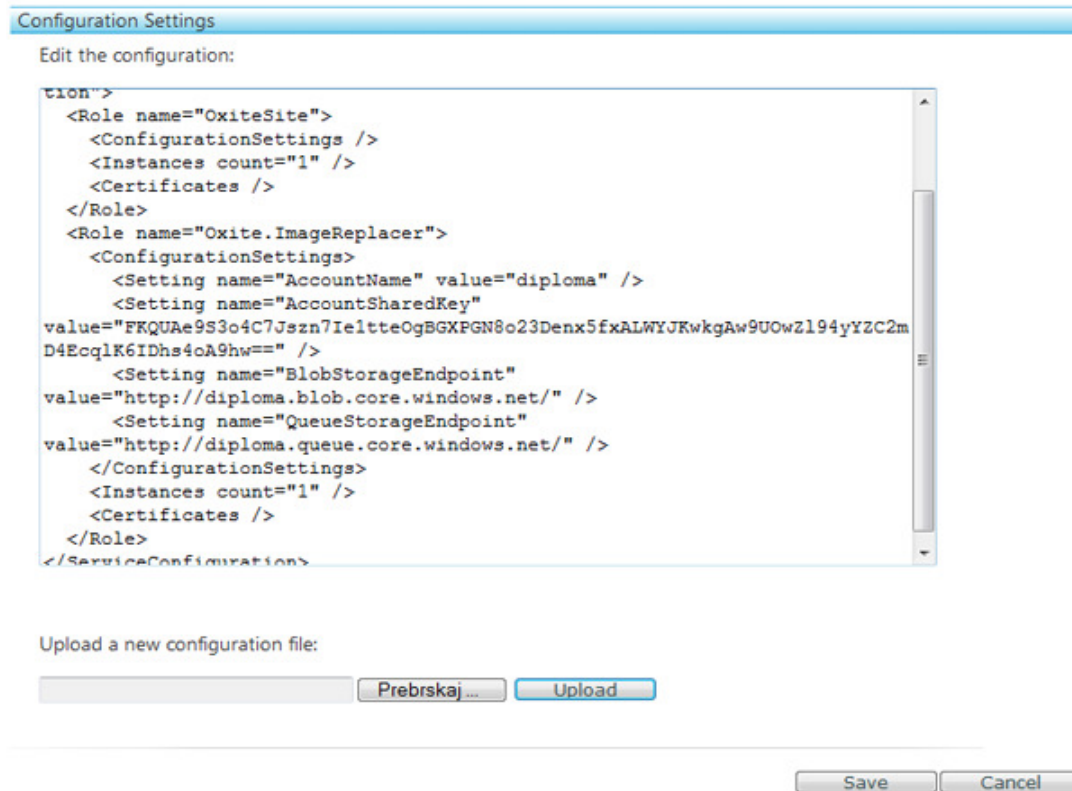 Configuration Settings
Edit the configuration:
tion">
<Role name="OxiteSite">
<ConfigurationSettings />
<Instances count="1" />
<Certificates />
</Role>
<Role name="Oxite.ImageReplacer">
<ConfigurationSettings>
<Setting name="AccountName" value="diploma" />
<Setting name="AccountSharedKey"
value="FKQUAe9S3o4C7Jszn7Ie1tteOgBGXPGN8o23Denx5fxALWYJKwkgAw9UOwZl94yYZC2m
D4EcqlK6IDhs4oA9hw==" />
<Setting name="BlobStorageEndpoint"
value="http://diploma.blob.core.windows.net/" />
<Setting name="QueueStorageEndpoint"
value="http://diploma.queue.core.windows.net/" />
</ConfigurationSettings>
<Instances count="1" />
<Certificates />
</Role>
</ServiceConfiguration>
Upload a new configuration file:
Prebrskaj ... Upload
Save Cancel